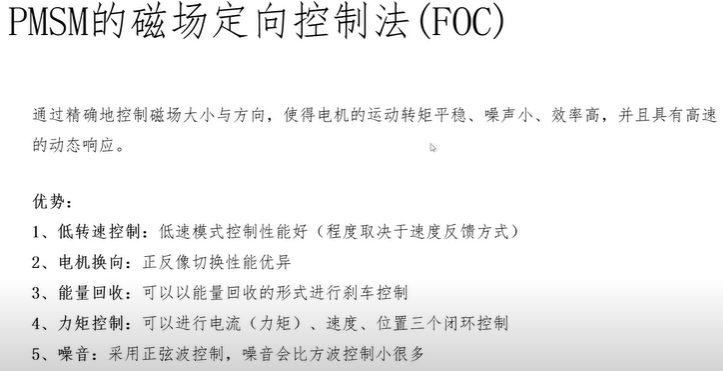 PMSM的磁场定向控制法(FOC)
通过精确地控制磁场大小与方向，使得电机的运动转矩平稳、噪声小、效率高，并且具有高速
的动态响应。
优势：
1、低转速控制：低速模式控制性能好（程度取决于速度反馈方式）
2、电机换向：正反像切换性能优异
3、能量回收：可以以能量回收的形式进行刹车控制
4、力矩控制：可以进行电流（力矩）、速度、位置三个闭环控制
5、噪音：采用正弦波控制，噪音会比方波控制小很多